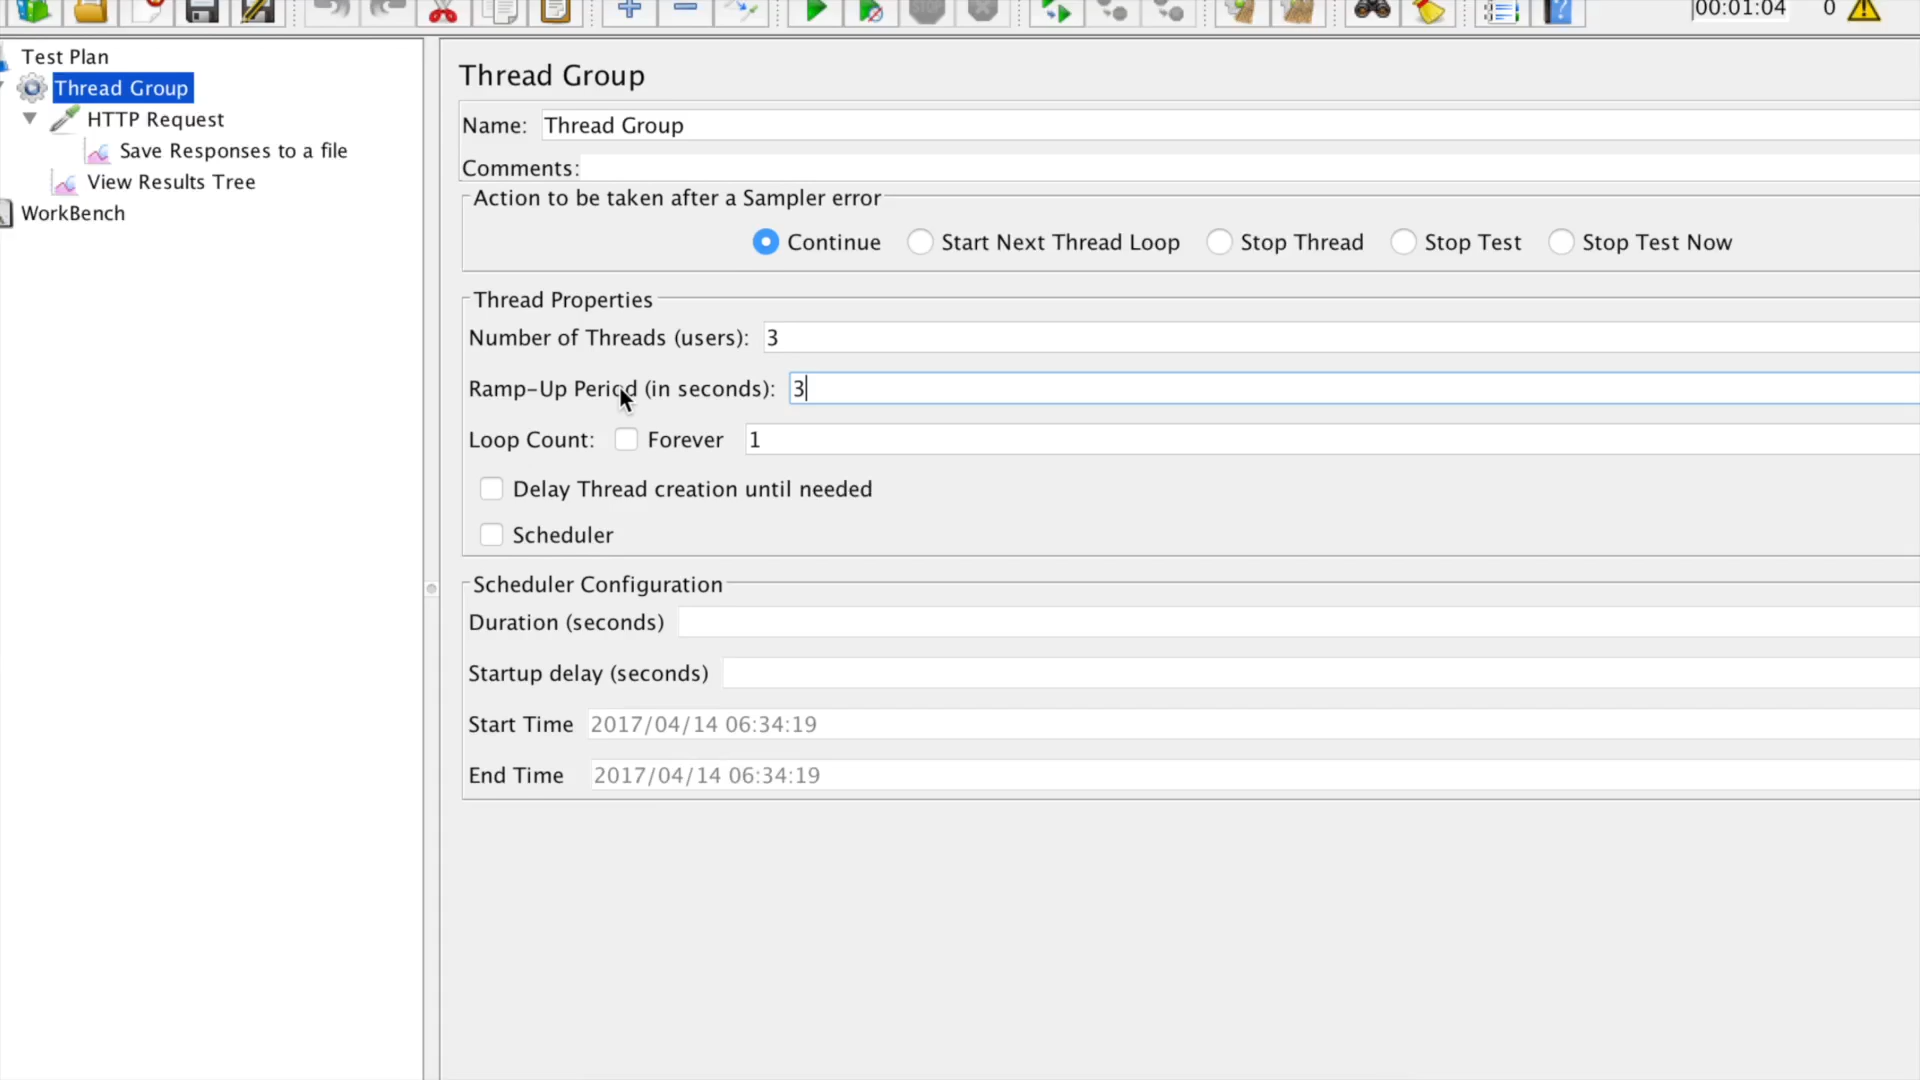 00:01:04 0
Test Plan
Thread Group
HTTP Request
Save Responses to a file
View Results Tree
WorkBench
Thread Group
Name: Thread Group
Comments:
Action to be taken after a Sampler error
Continue Start Next Thread Loop Stop Thread Stop Test Stop Test Now
Thread Properties
Number of Threads (users): 3
Ramp-Up Period (in seconds): 3
Loop Count: Forever 1
Delay Thread creation until needed
Scheduler
Scheduler Configuration
Duration (seconds)
Startup delay (seconds)
Start Time 2017/04/14 06:34:19
End Time 2017/04/14 06:34:19